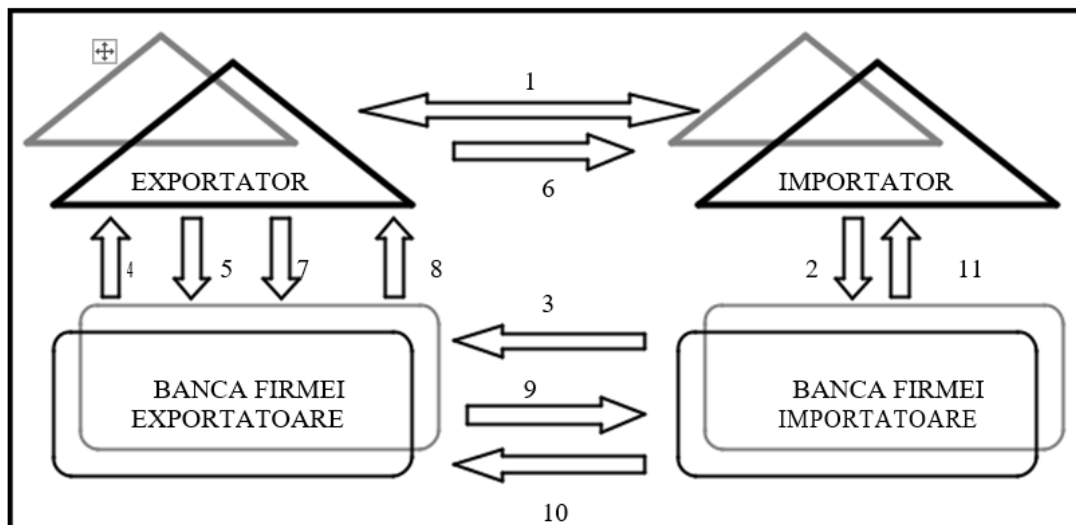 1
EXPORTATOR
IMPORTATOR
6
4
5
7
8
2
11
3
BANCA FIRMEI
EXPORTATOARE
9
BANCA FIRMEI
IMPORTATOARE
10